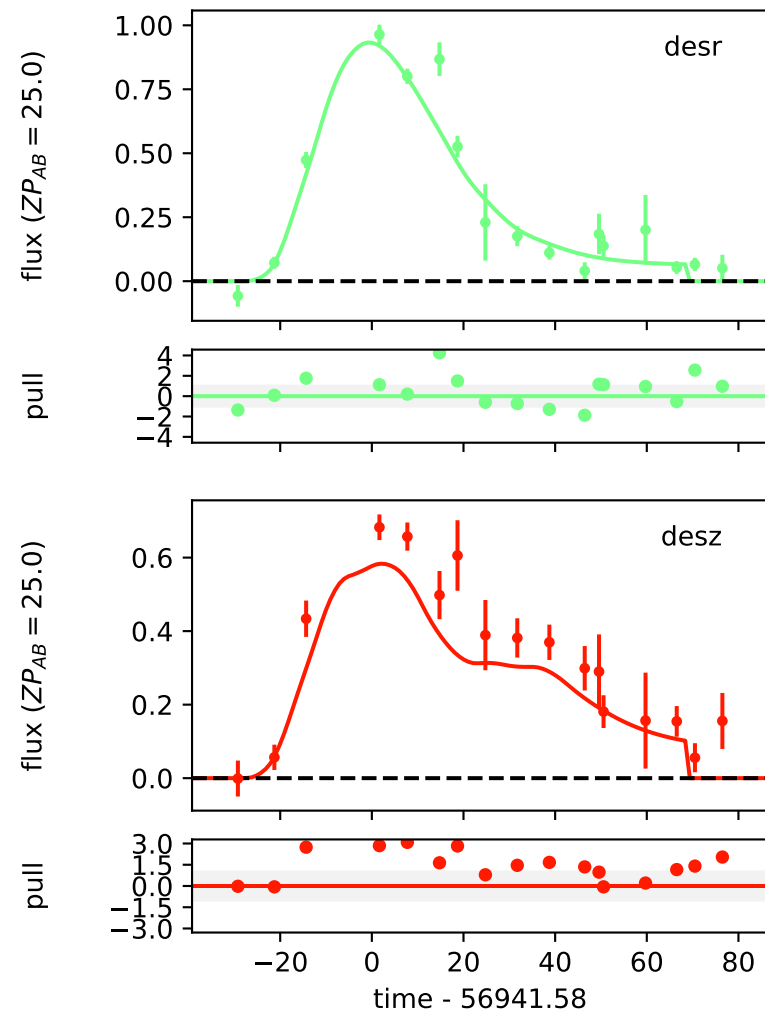 desr
flux (ZP_AB = 25.0)
1.00
0.75
0.50
0.25
0.00
pull
4
2
0
−2
−4
desz
flux (ZP_AB = 25.0)
0.6
0.4
0.2
0.0
pull
3.0
1.5
0.0
−1.5
−3.0
−20 0 20 40 60 80
time - 56941.58